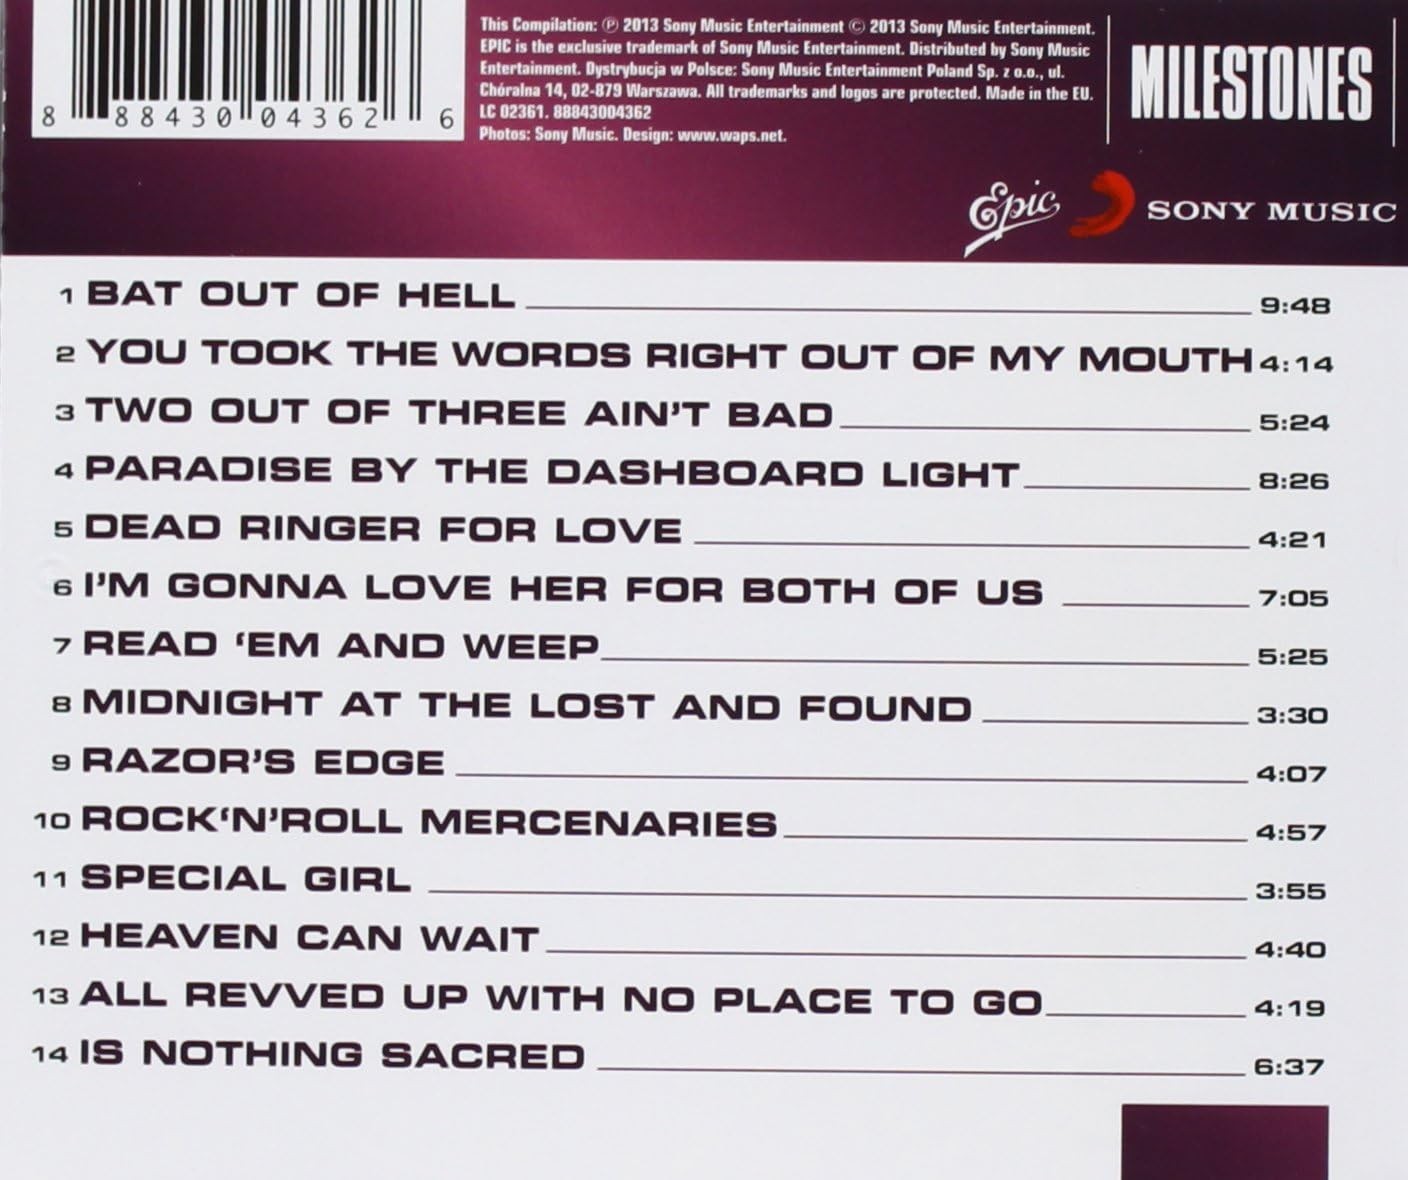 8 88430 04362 6
This Compilation: Ⓟ 2013 Sony Music Entertainment © 2013 Sony Music Entertainment.
EPIC is the exclusive trademark of Sony Music Entertainment. Distributed by Sony Music
Entertainment. Dystrybucja w Polsce: Sony Music Entertainment Poland Sp. z o.o., ul.
Chóralna 14, 02-879 Warszawa. All trademarks and logos are protected. Made in the EU.
LC 02361. 88843004362
Photos: Sony Music. Design: www.waps.net.
MILESTONES
Epic SONY MUSIC
1 BAT OUT OF HELL 9:48
2 YOU TOOK THE WORDS RIGHT OUT OF MY MOUTH 4:14
3 TWO OUT OF THREE AIN'T BAD 5:24
4 PARADISE BY THE DASHBOARD LIGHT 8:26
5 DEAD RINGER FOR LOVE 4:21
6 I'M GONNA LOVE HER FOR BOTH OF US 7:05
7 READ ‘EM AND WEEP 5:25
8 MIDNIGHT AT THE LOST AND FOUND 3:30
9 RAZOR'S EDGE 4:07
10 ROCK‘N’ROLL MERCENARIES 4:57
11 SPECIAL GIRL 3:55
12 HEAVEN CAN WAIT 4:40
13 ALL REVVED UP WITH NO PLACE TO GO 4:19
14 IS NOTHING SACRED 6:37